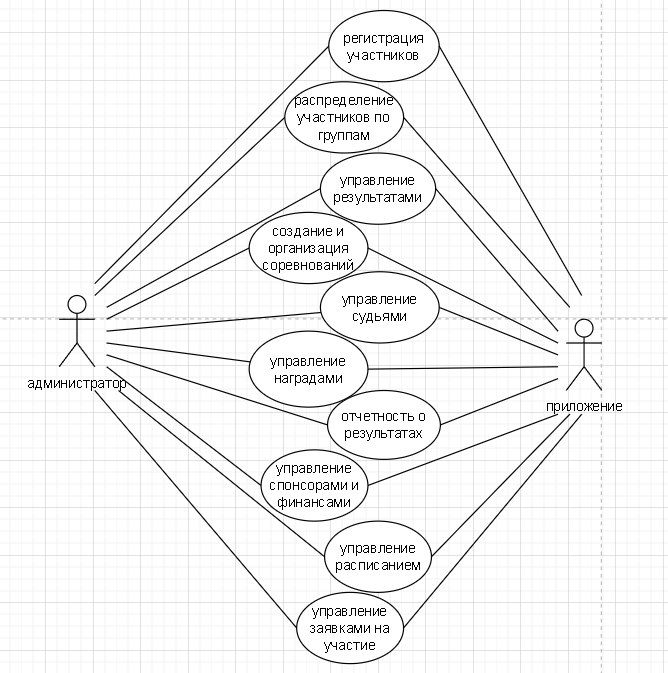 регистрация
участников
распределение
участников по
группам
управление
результатами
создание и
организация
соревнований
управление
судьями
управление
наградами
администратор
приложение
отчетность о
результатах
управление
спонсорами и
финансами
управление
расписанием
управление
заявками на
участие